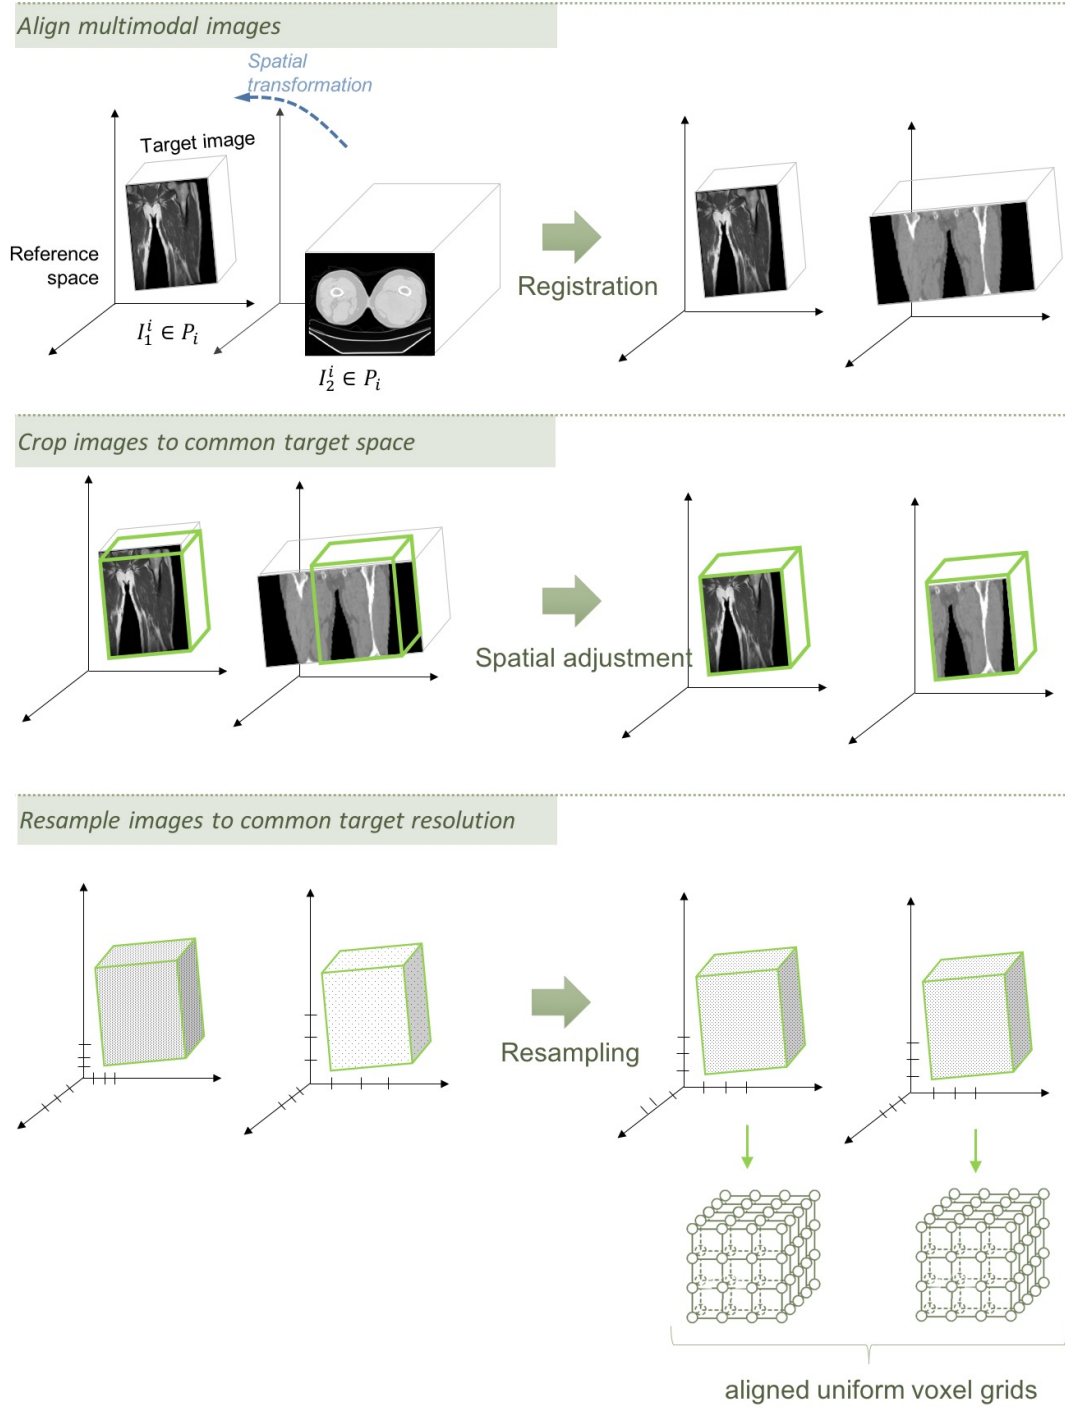 Align multimodal images
Spatial
transformation
Target image
Reference
space
Registration
I₁ⁱ ∈ Pᵢ
I₂ⁱ ∈ Pᵢ
Crop images to common target space
Spatial adjustment
Resample images to common target resolution
Resampling
aligned uniform voxel grids